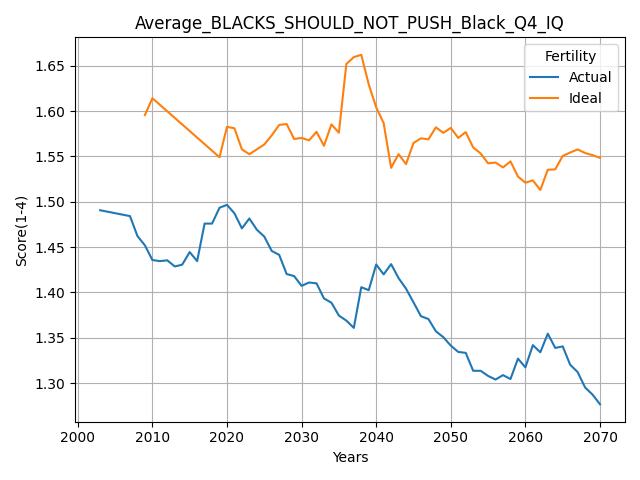 Average_BLACKS_SHOULD_NOT_PUSH_Black_Q4_IQ
Fertility
Actual
Ideal
Score(1-4)
1.65
1.60
1.55
1.50
1.45
1.40
1.35
1.30
2000
2010
2020
2030
2040
2050
2060
2070
Years